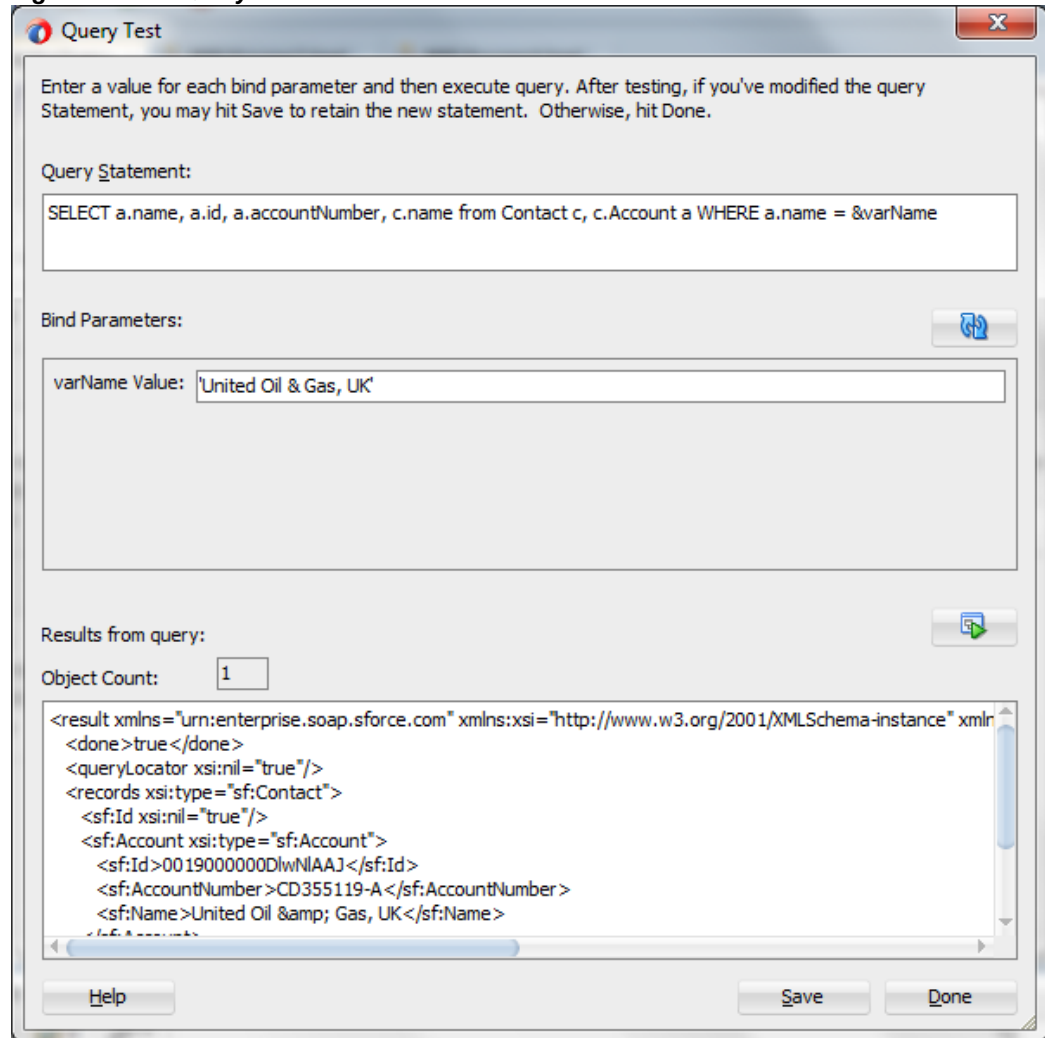 Query Test
Enter a value for each bind parameter and then execute query. After testing, if you've modified the query
Statement, you may hit Save to retain the new statement.  Otherwise, hit Done.
Query Statement:
SELECT a.name, a.id, a.accountNumber, c.name from Contact c, c.Account a WHERE a.name = &varName
Bind Parameters:
varName Value: 'United Oil & Gas, UK'
Results from query:
Object Count: 1
<result xmlns="urn:enterprise.soap.sforce.com" xmlns:xsi="http://www.w3.org/2001/XMLSchema-instance" xmln
<done>true</done>
<queryLocator xsi:nil="true"/>
<records xsi:type="sf:Contact">
<sf:Id xsi:nil="true"/>
<sf:Account xsi:type="sf:Account">
<sf:Id>0019000000DlwNlAAJ</sf:Id>
<sf:AccountNumber>CD355119-A</sf:AccountNumber>
<sf:Name>United Oil &amp; Gas, UK</sf:Name>
</sf:Account>
Help Save Done